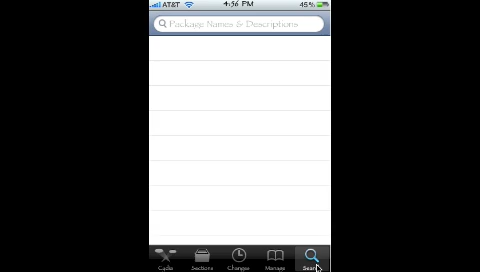 AT&T 4:56 PM 45%
Package Names & Descriptions
Cydia Sections Changes Manage Search